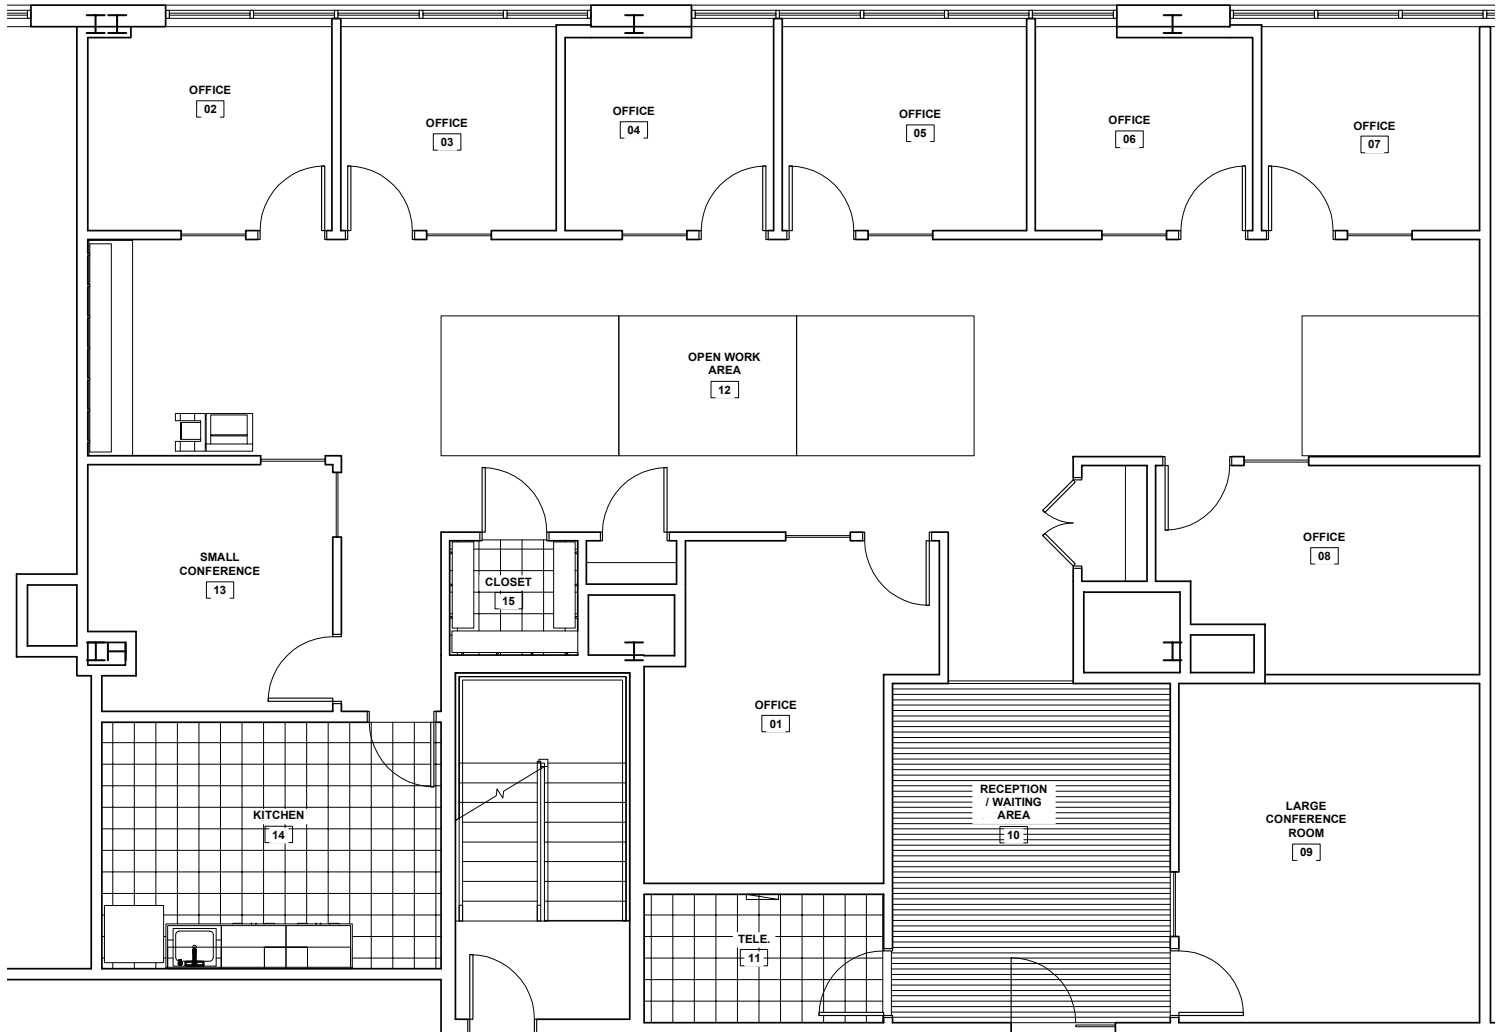 OFFICE
02
OFFICE
03
OFFICE
04
OFFICE
05
OFFICE
06
OFFICE
07
OPEN WORK
AREA
12
SMALL
CONFERENCE
13
CLOSET
15
OFFICE
08
OFFICE
01
KITCHEN
14
RECEPTION
/ WAITING
AREA
10
LARGE
CONFERENCE
ROOM
09
TELE.
11